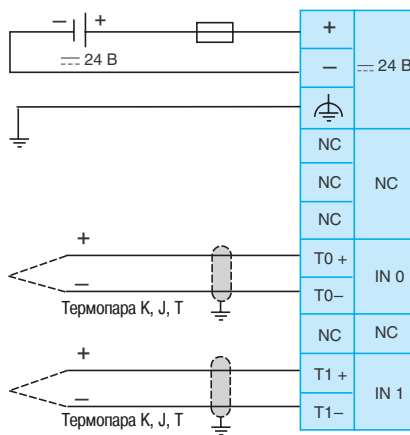 − +
⎓ 24 В
+
−
⎓ 24 В
NC
NC
NC
NC
+
−
Термопара K, J, T
T0 +
T0−
IN 0
NC
NC
+
−
Термопара K, J, T
T1 +
T1−
IN 1